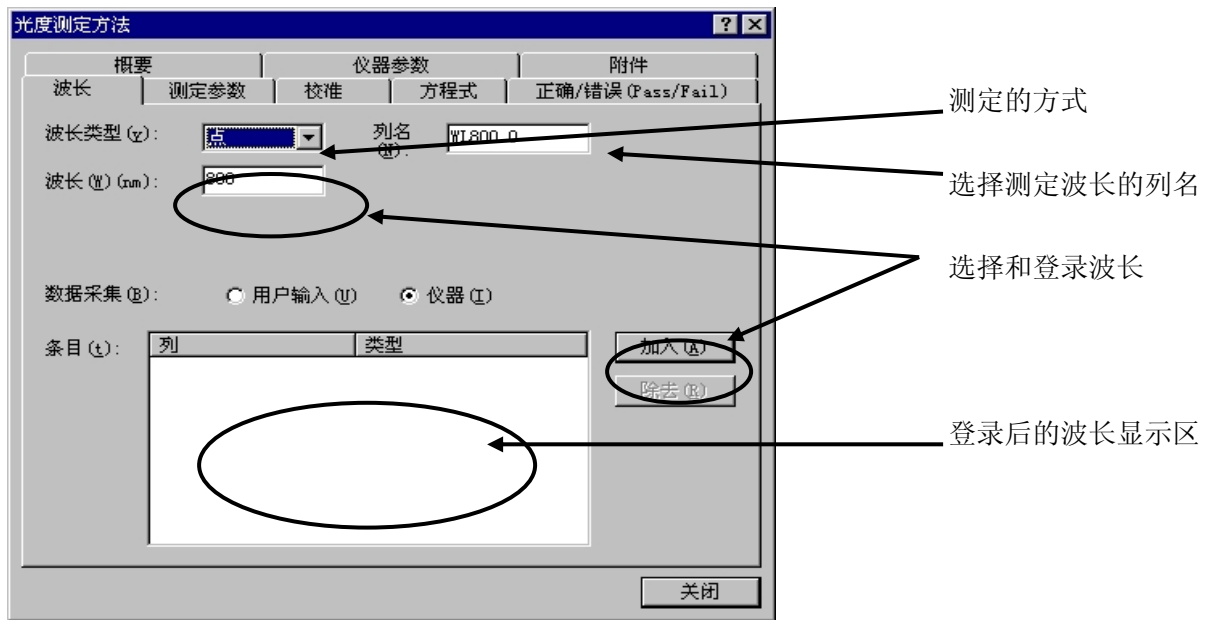 光度测定方法
概要 仪器参数 附件
波长 测定参数 校准 方程式 正确/错误(Pass/Fail)
波长类型(y): 点 列名(N): WL800.0
波长(W)(nm): 800
数据采集(B): 用户输入(U) 仪器(I)
条目(t): 列 类型
加入(A)
除去(R)
关闭
测定的方式
选择测定波长的列名
选择和登录波长
登录后的波长显示区